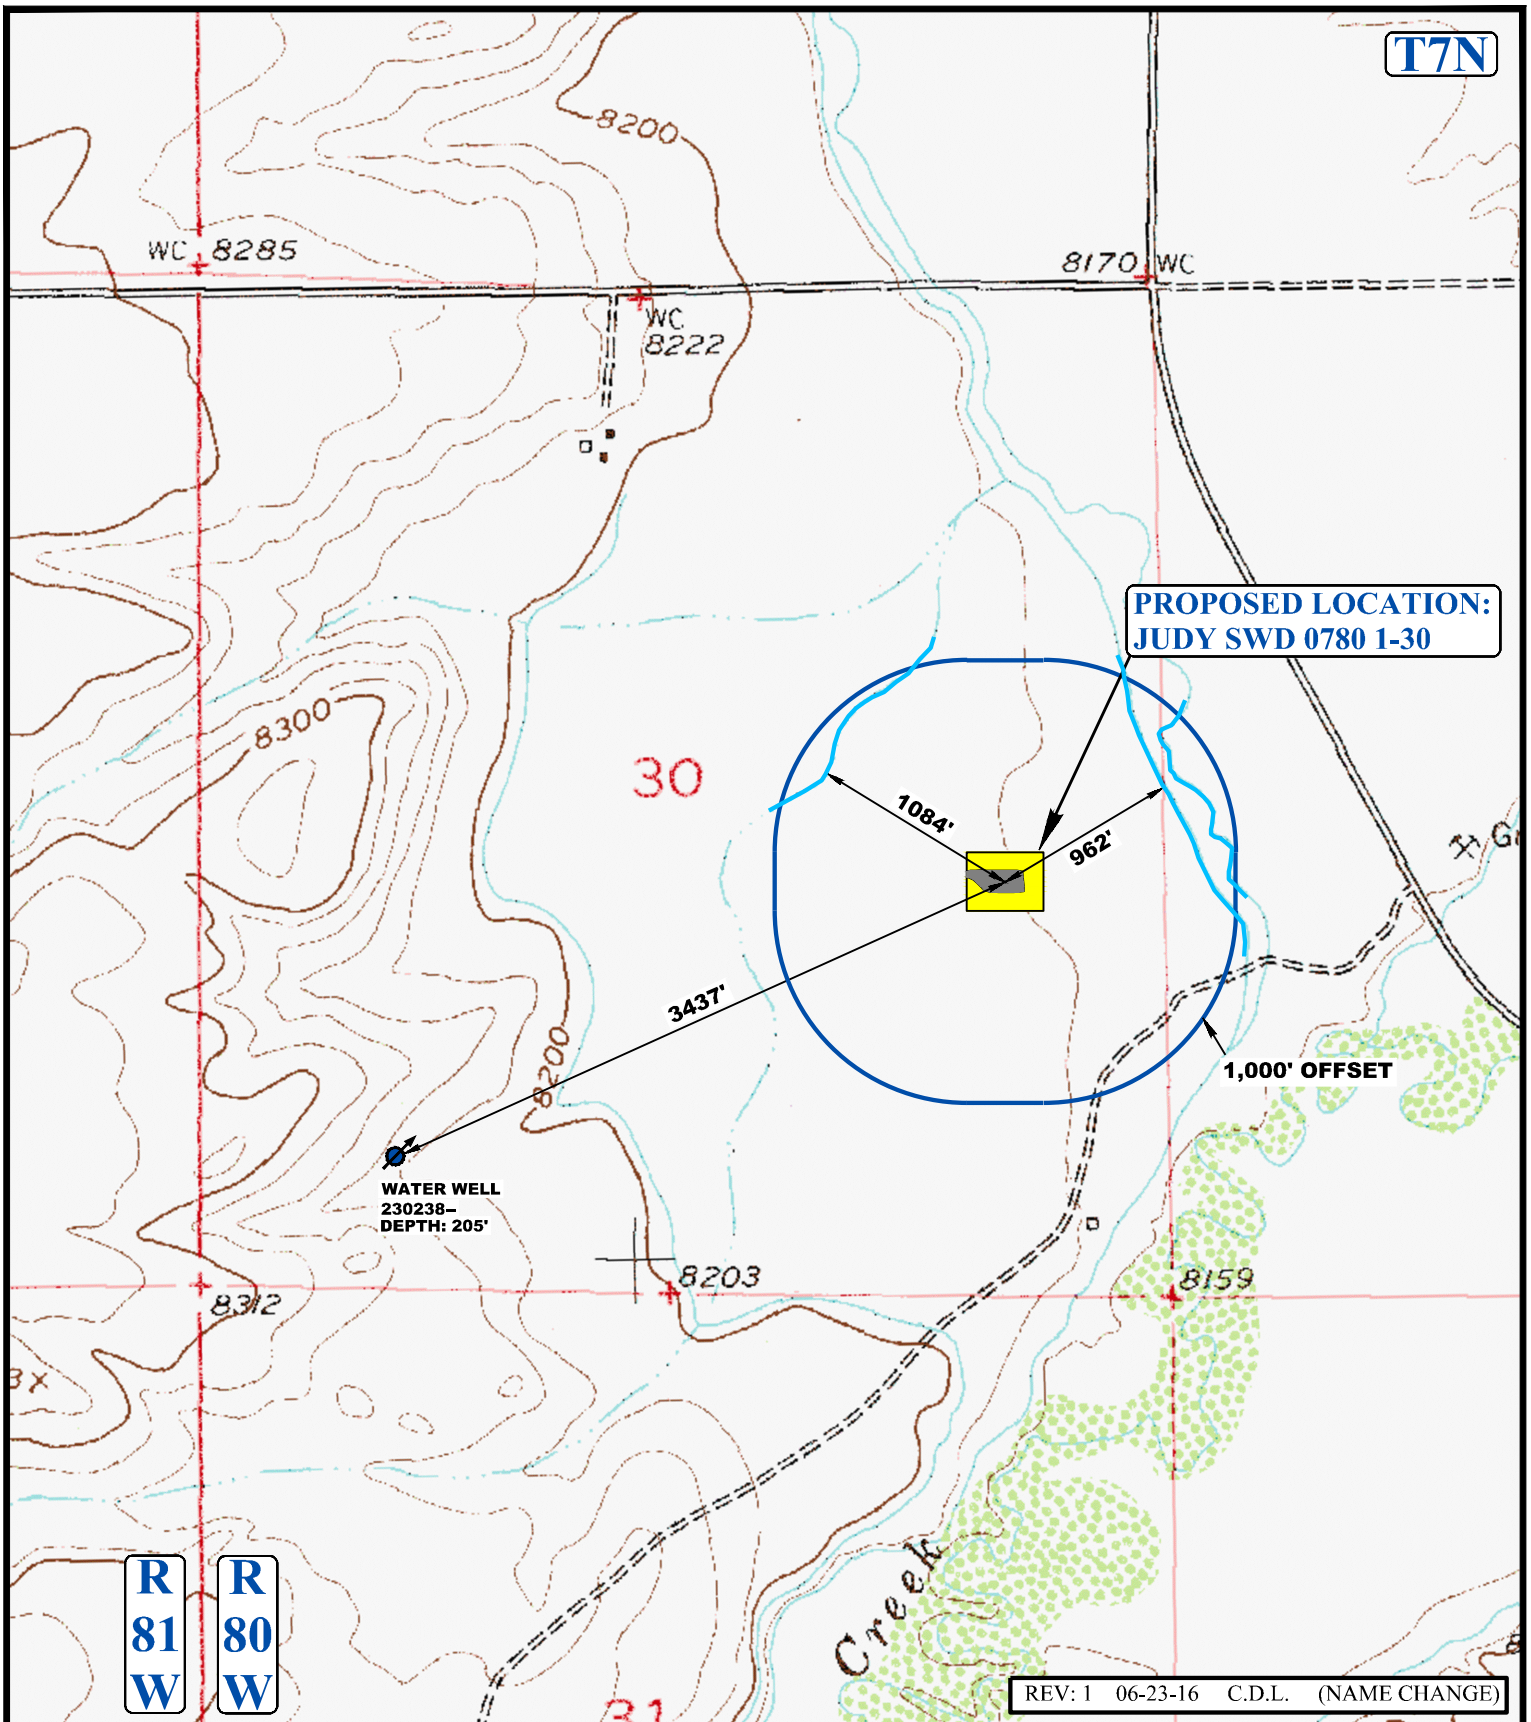 T7N
8200
WC 8285
8170 WC
WC
8222
PROPOSED LOCATION:
JUDY SWD 0780 1-30
8300
30
1084'
962'
3437'
8200
1,000' OFFSET
WATER WELL
230238–
DEPTH: 205'
8203
8159
8312
Creek
R
81
W
R
80
W
31
REV: 1 06-23-16 C.D.L. (NAME CHANGE)